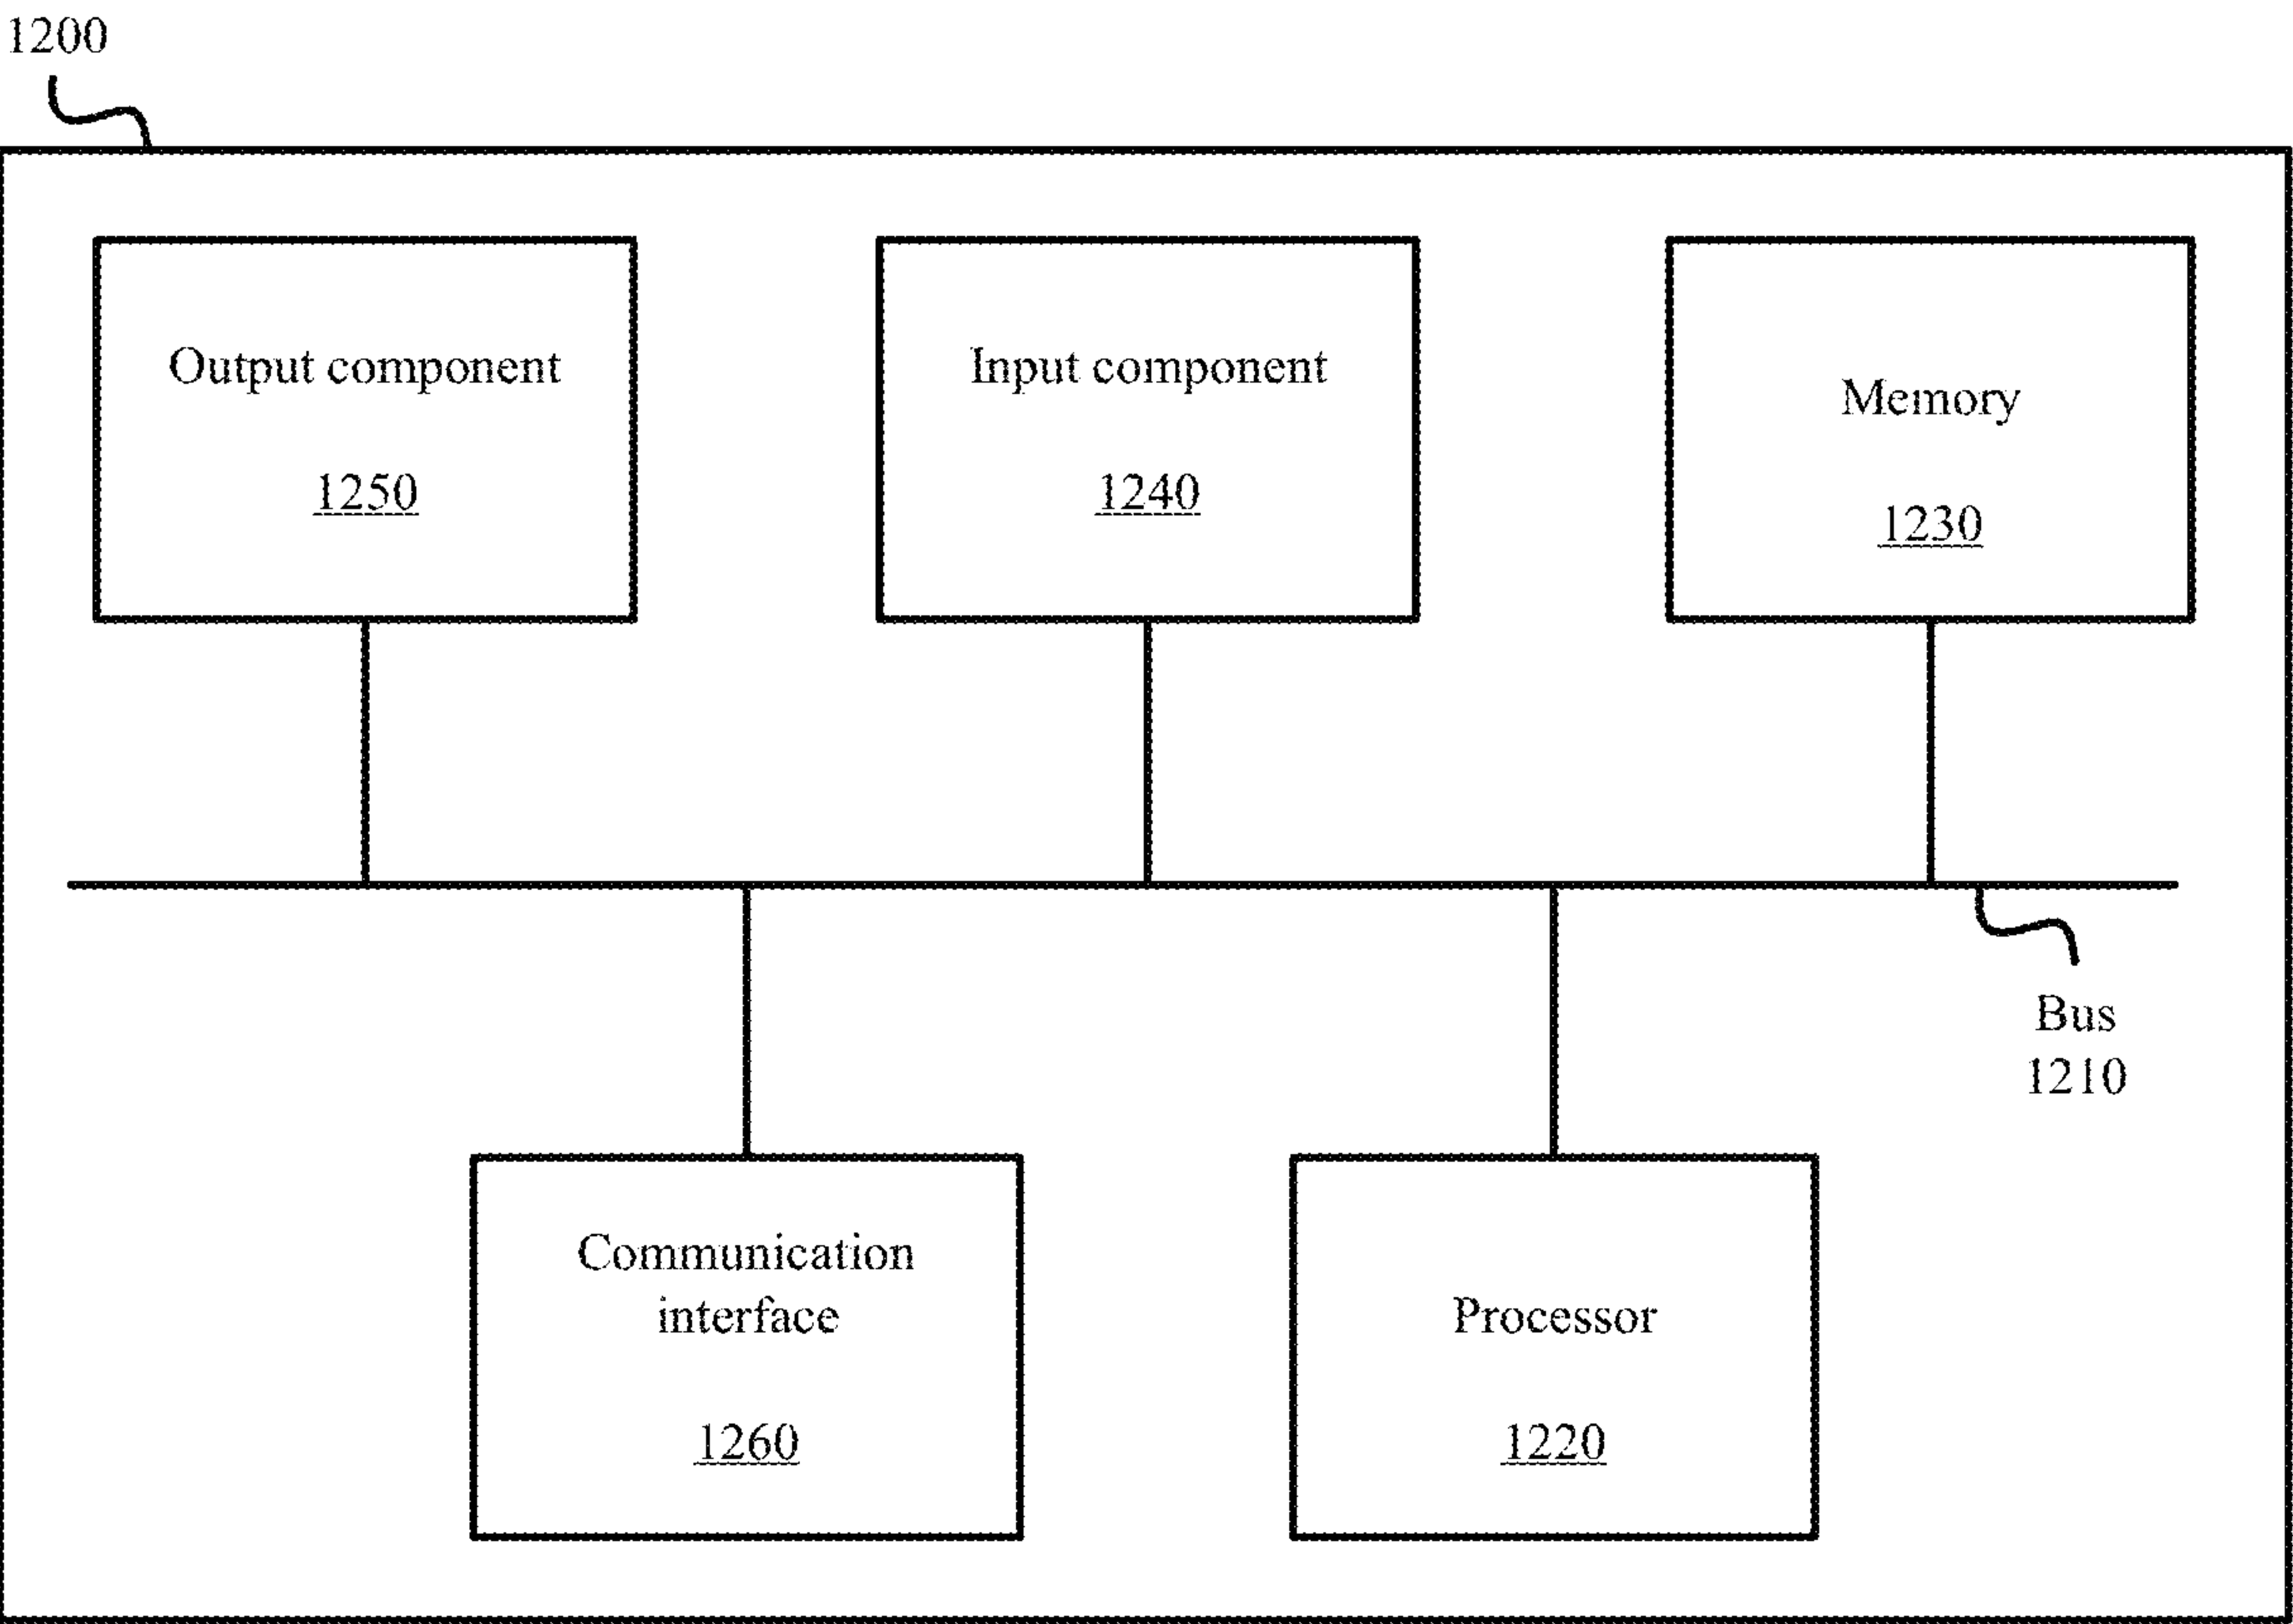 1200
Output component
1250
Input component
1240
Memory
1230
Bus
1210
Communication
interface
1260
Processor
1220